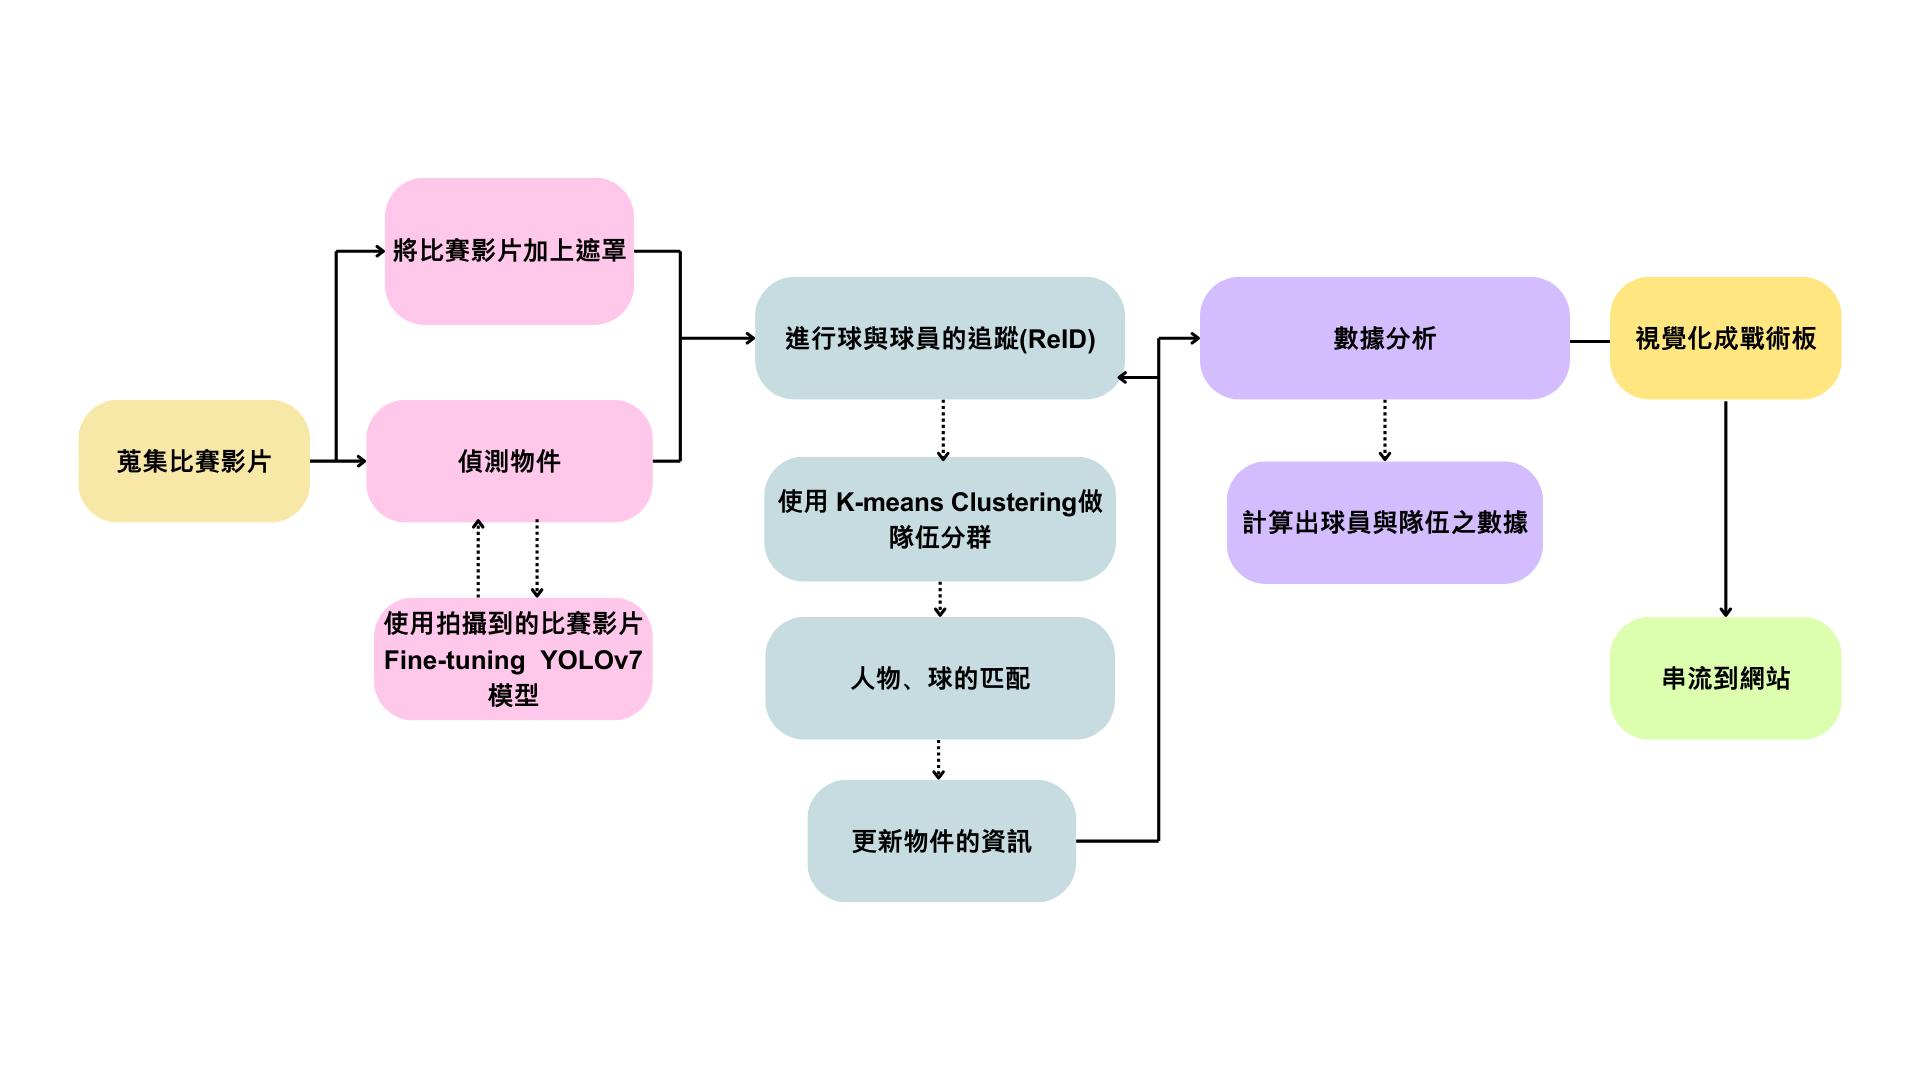 將比賽影片加上遮罩
蒐集比賽影片
偵測物件
使用拍攝到的比賽影片
Fine-tuning  YOLOv7
模型
進行球與球員的追蹤(ReID)
使用 K-means Clustering做
隊伍分群
人物、球的匹配
更新物件的資訊
數據分析
計算出球員與隊伍之數據
視覺化成戰術板
串流到網站